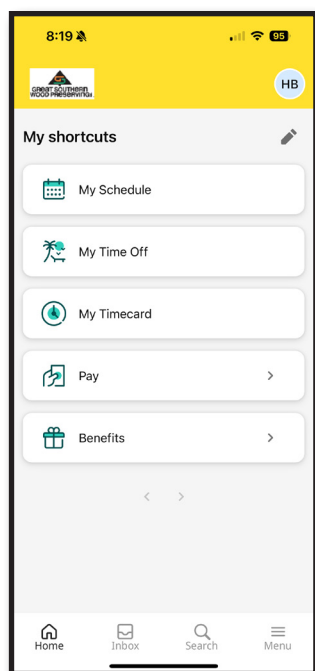 8:19
95
GREAT SOUTHERN
WOOD PRESERVING
HB
My shortcuts
My Schedule
My Time Off
My Timecard
Pay
Benefits
Home
Inbox
Search
Menu